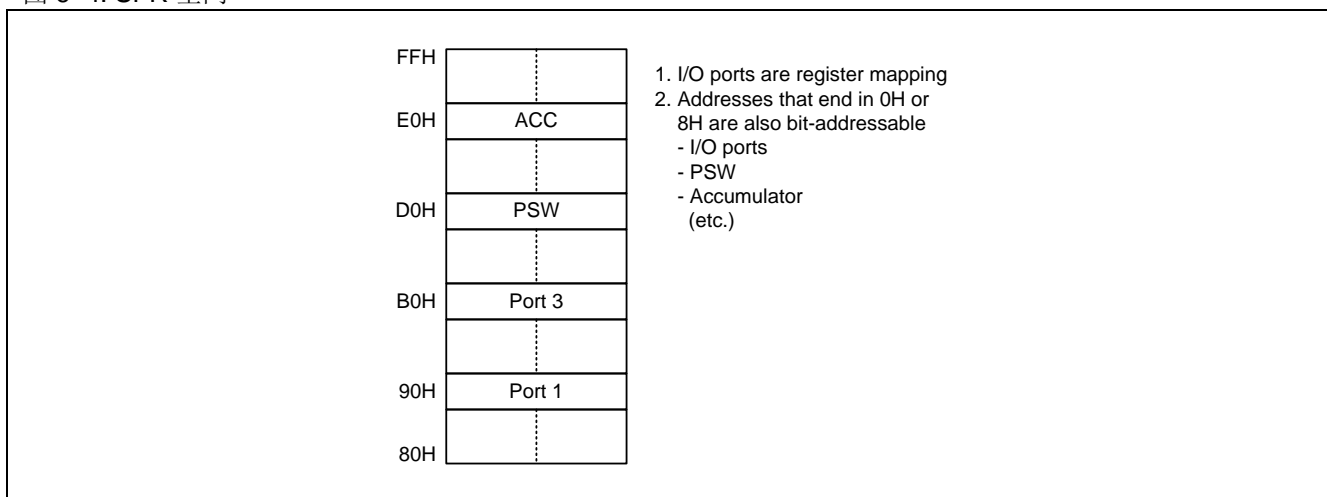 FFH
E0H ACC
D0H PSW
B0H Port 3
90H Port 1
80H
1. I/O ports are register mapping
2. Addresses that end in 0H or
8H are also bit-addressable
- I/O ports
- PSW
- Accumulator
(etc.)